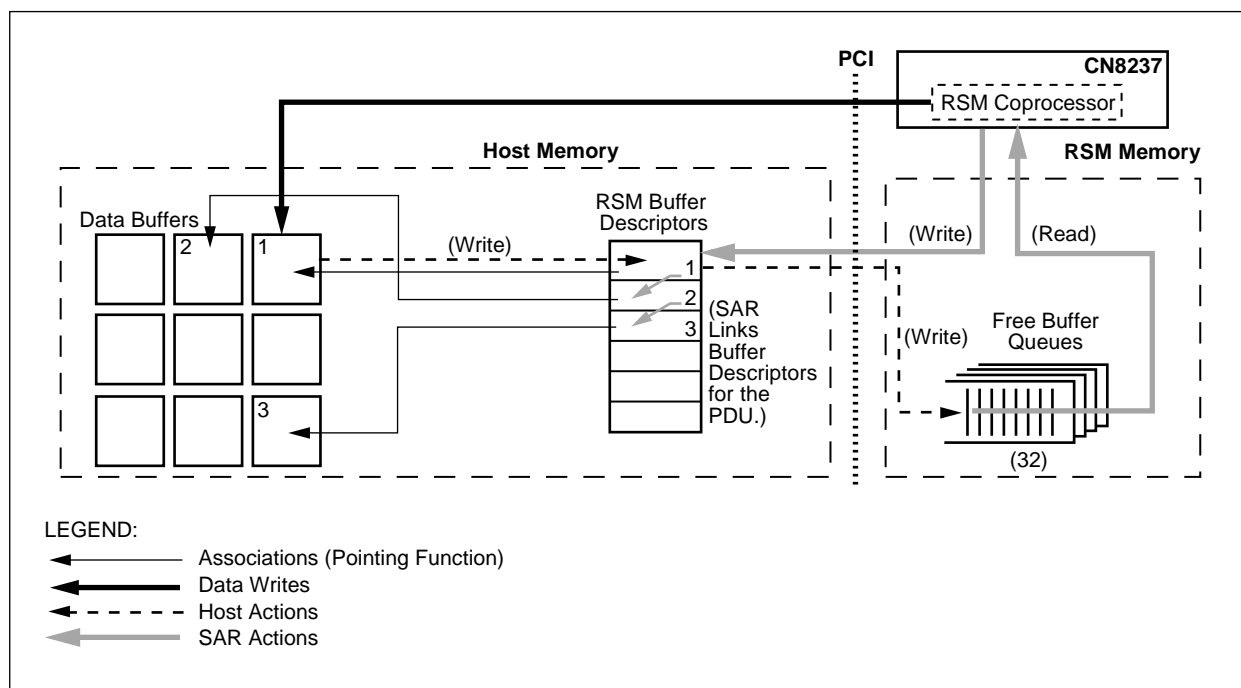 PCI
CN8237
RSM Coprocessor
Host Memory
RSM Memory
Data Buffers
RSM Buffer
Descriptors
2
1
(Write)
1
2
3
(SAR
Links
Buffer
Descriptors
for the
PDU.)
3
(Write)
(Read)
(Write)
Free Buffer
Queues
(32)
LEGEND:
Associations (Pointing Function)
Data Writes
Host Actions
SAR Actions